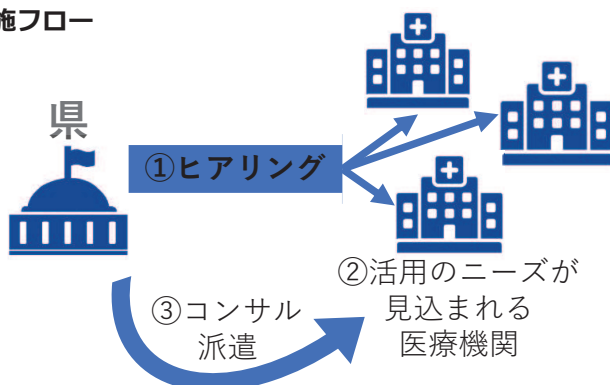 施フロー
県
①ヒアリング
②活用のニーズが
見込まれる
医療機関
③コンサル
派遣